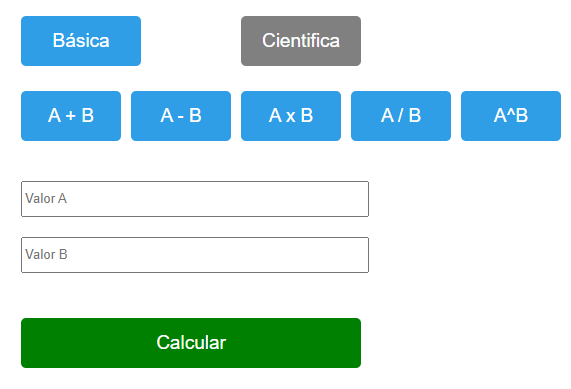 Básica Cientifica
A + B A - B A x B A / B A^B
Valor A
Valor B
Calcular